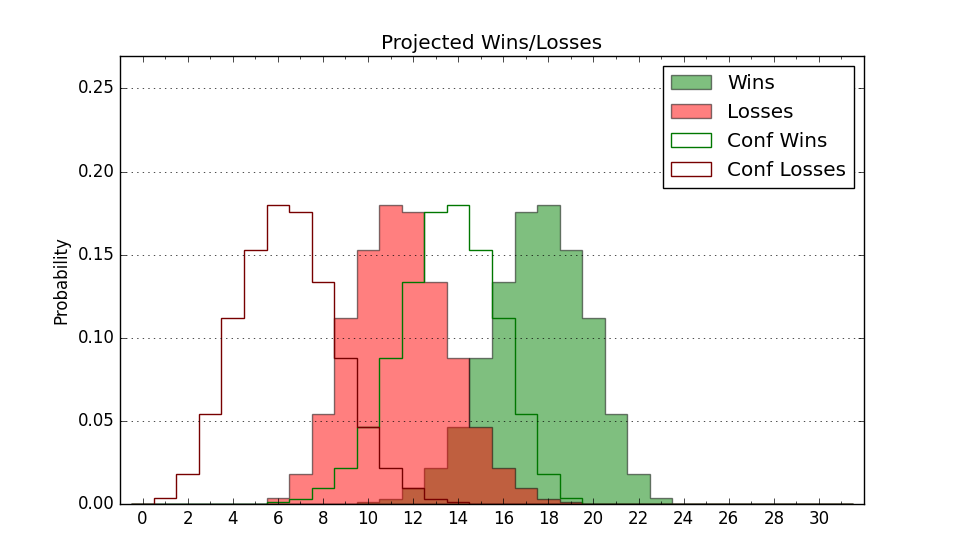 Projected Wins/Losses
0.25
0.20
0.15
0.10
0.05
0.00
Probability
Wins
Losses
Conf Wins
Conf Losses
0 2 4 6 8 10 12 14 16 18 20 22 24 26 28 30